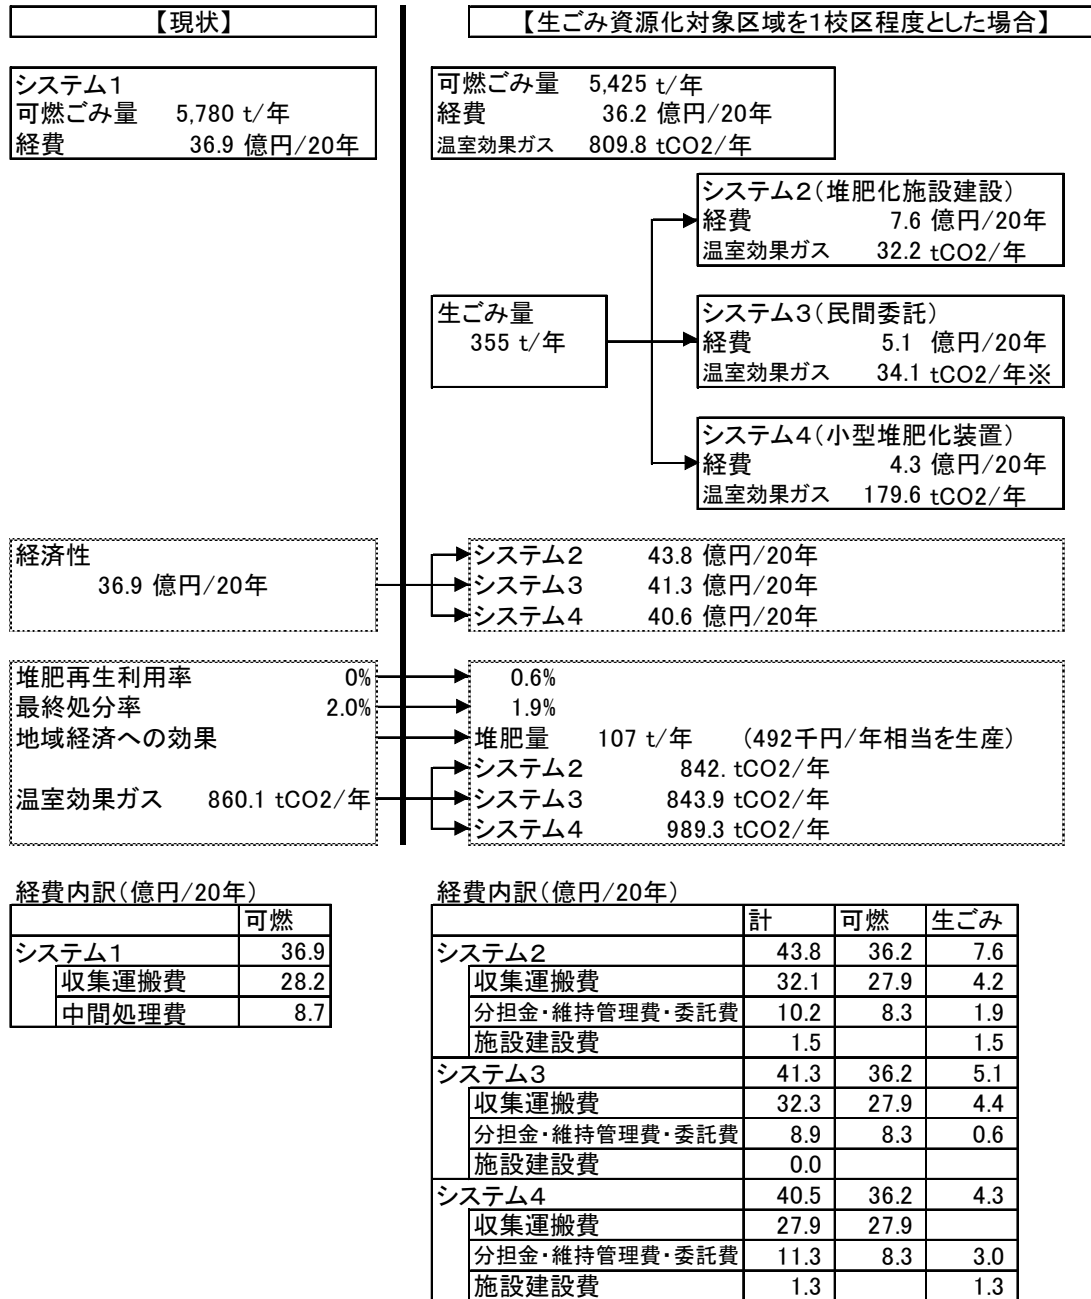 【現状】
【生ごみ資源化対象区域を1校区程度とした場合】
システム1
可燃ごみ量 5,780 t/年
経費 36.9 億円/20年
可燃ごみ量 5,425 t/年
経費 36.2 億円/20年
温室効果ガス 809.8 tCO2/年
システム2(堆肥化施設建設)
経費 7.6 億円/20年
温室効果ガス 32.2 tCO2/年
生ごみ量
355 t/年
システム3(民間委託)
経費 5.1 億円/20年
温室効果ガス 34.1 tCO2/年※
システム4(小型堆肥化装置)
経費 4.3 億円/20年
温室効果ガス 179.6 tCO2/年
経済性
36.9 億円/20年
システム2 43.8 億円/20年
システム3 41.3 億円/20年
システム4 40.6 億円/20年
堆肥再生利用率 0% 0.6%
最終処分率 2.0% 1.9%
地域経済への効果 堆肥量 107 t/年 (492千円/年相当を生産)
システム2 842. tCO2/年
温室効果ガス 860.1 tCO2/年 システム3 843.9 tCO2/年
システム4 989.3 tCO2/年
経費内訳(億円/20年)
可燃
システム1 36.9
収集運搬費 28.2
中間処理費 8.7
経費内訳(億円/20年)
計 可燃 生ごみ
システム2 43.8 36.2 7.6
収集運搬費 32.1 27.9 4.2
分担金・維持管理費・委託費 10.2 8.3 1.9
施設建設費 1.5 1.5
システム3 41.3 36.2 5.1
収集運搬費 32.3 27.9 4.4
分担金・維持管理費・委託費 8.9 8.3 0.6
施設建設費 0.0
システム4 40.5 36.2 4.3
収集運搬費 27.9 27.9
分担金・維持管理費・委託費 11.3 8.3 3.0
施設建設費 1.3 1.3